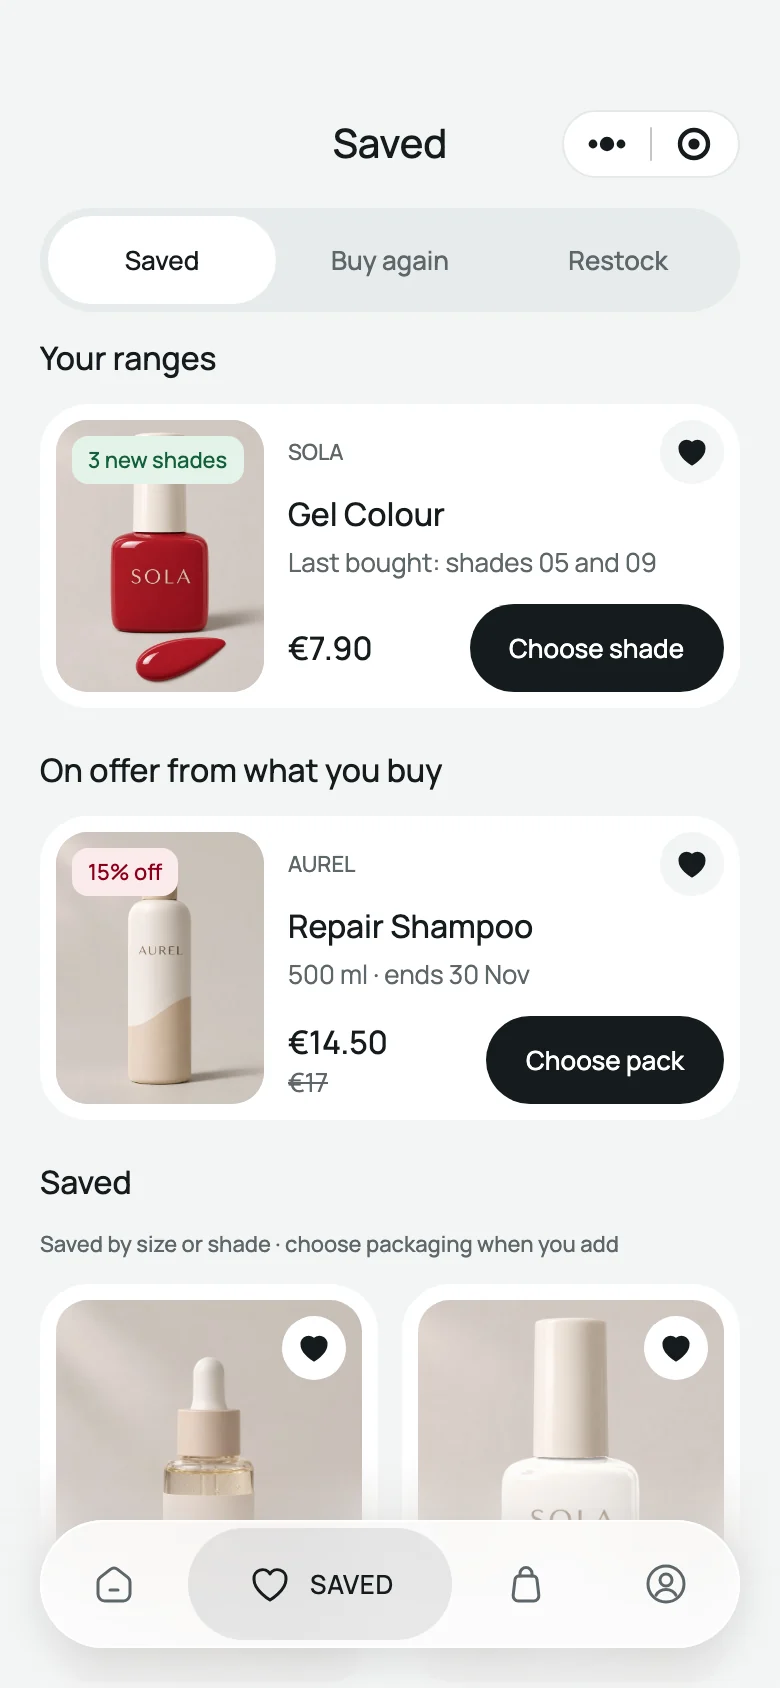 Saved
Saved
Buy again
Restock
Your ranges
3 new shades
SOLA
SOLA
Gel Colour
Last bought: shades 05 and 09
€7.90
Choose shade
On offer from what you buy
15% off
AUREL
AUREL
Repair Shampoo
500 ml · ends 30 Nov
€14.50
€17
Choose pack
Saved
Saved by size or shade · choose packaging when you add
SOLA
SAVED